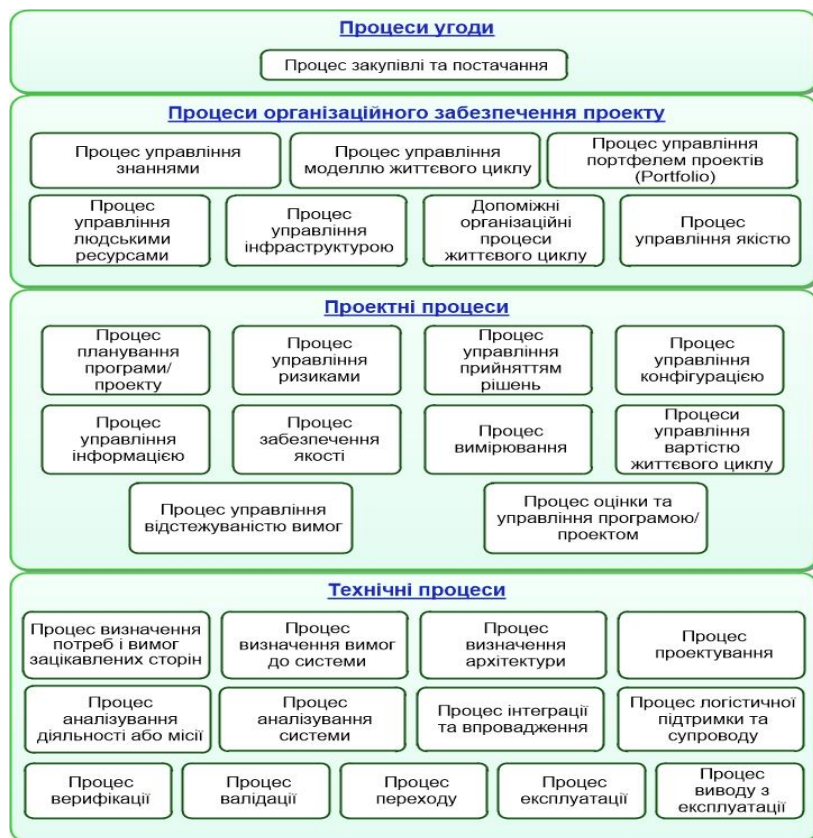 Процеси угоди
Процес закупівлі та постачання
Процеси організаційного забезпечення проекту
Процес управління
знаннями
Процес управління
моделлю життєвого циклу
Процес управління
портфелем проектів
(Portfolio)
Процес
управління
людськими
ресурсами
Процес
управління
інфраструктурою
Допоміжні
організаційні
процеси
життєвого циклу
Процес
управління якістю
Проектні процеси
Процес
планування
програми/
проекту
Процес
управління
ризиками
Процес
управління
прийняттям
рішень
Процес
управління
конфігурацією
Процес
управління
інформацією
Процес
забезпечення
якості
Процес
вимірювання
Процеси
управління
вартістю
життєвого циклу
Процес управління
відстежуваністю вимог
Процес оцінки та
управління програмою/
проектом
Технічні процеси
Процес визначення
потреб і вимог
зацікавлених сторін
Процес
визначення вимог
до системи
Процес
визначення
архітектури
Процес
проектування
Процес
аналізування
діяльності або місії
Процес
аналізування
системи
Процес інтеграції
та впровадження
Процес логістичної
підтримки та
супроводу
Процес
верифікації
Процес
валідації
Процес
переходу
Процес
експлуатації
Процес
виводу з
експлуатації